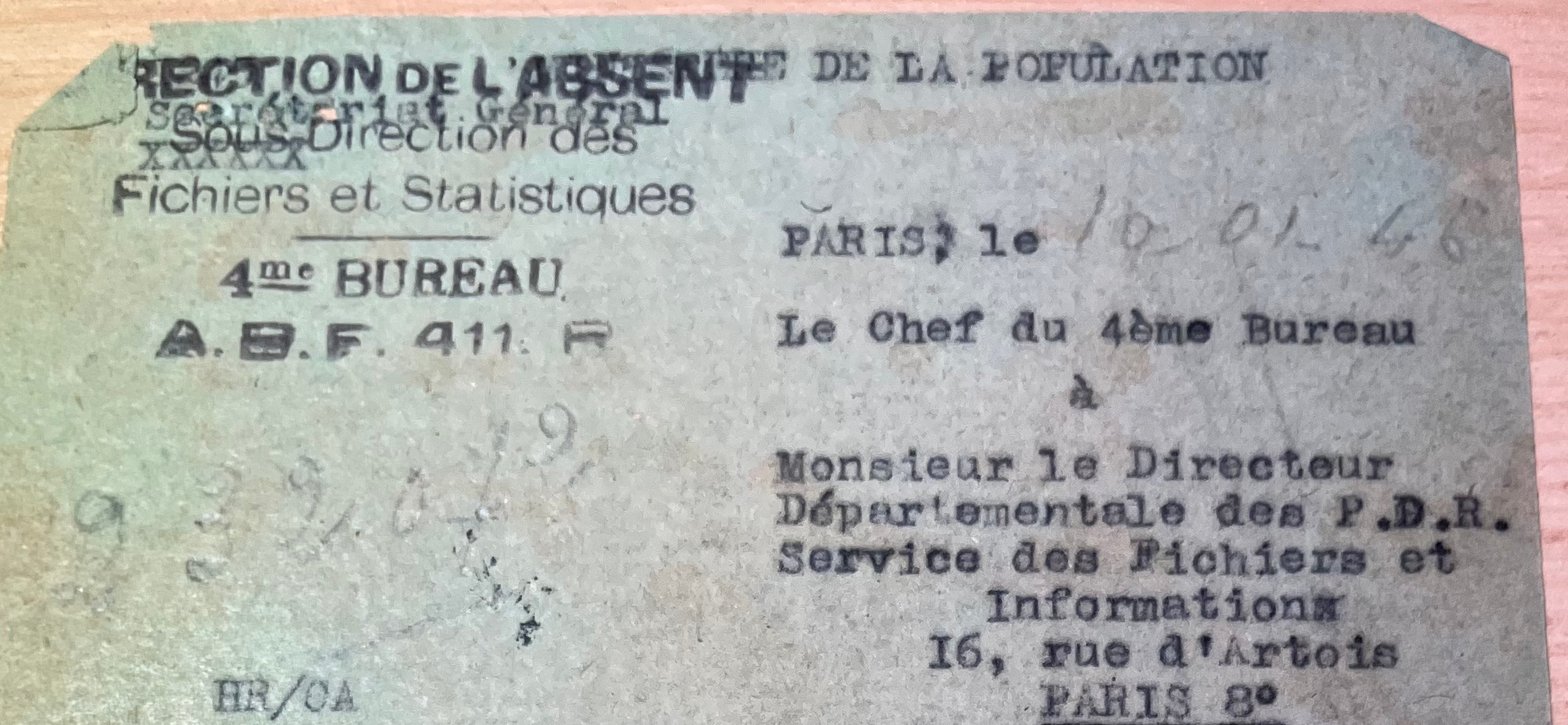 RECTION DE L'ABSENT DE LA POPULATION
Secrétariat Général
Sous-Direction des
xxxxxx
Fichiers et Statistiques
4me BUREAU
A.B.F. 411. R
PARIS, le 10-01-46
Le Chef du 4ème Bureau
à
Monsieur le Directeur
Départementale des P.D.R.
Service des Fichiers et
Informations
I6, rue d'Artois
PARIS 8°
HR/CA